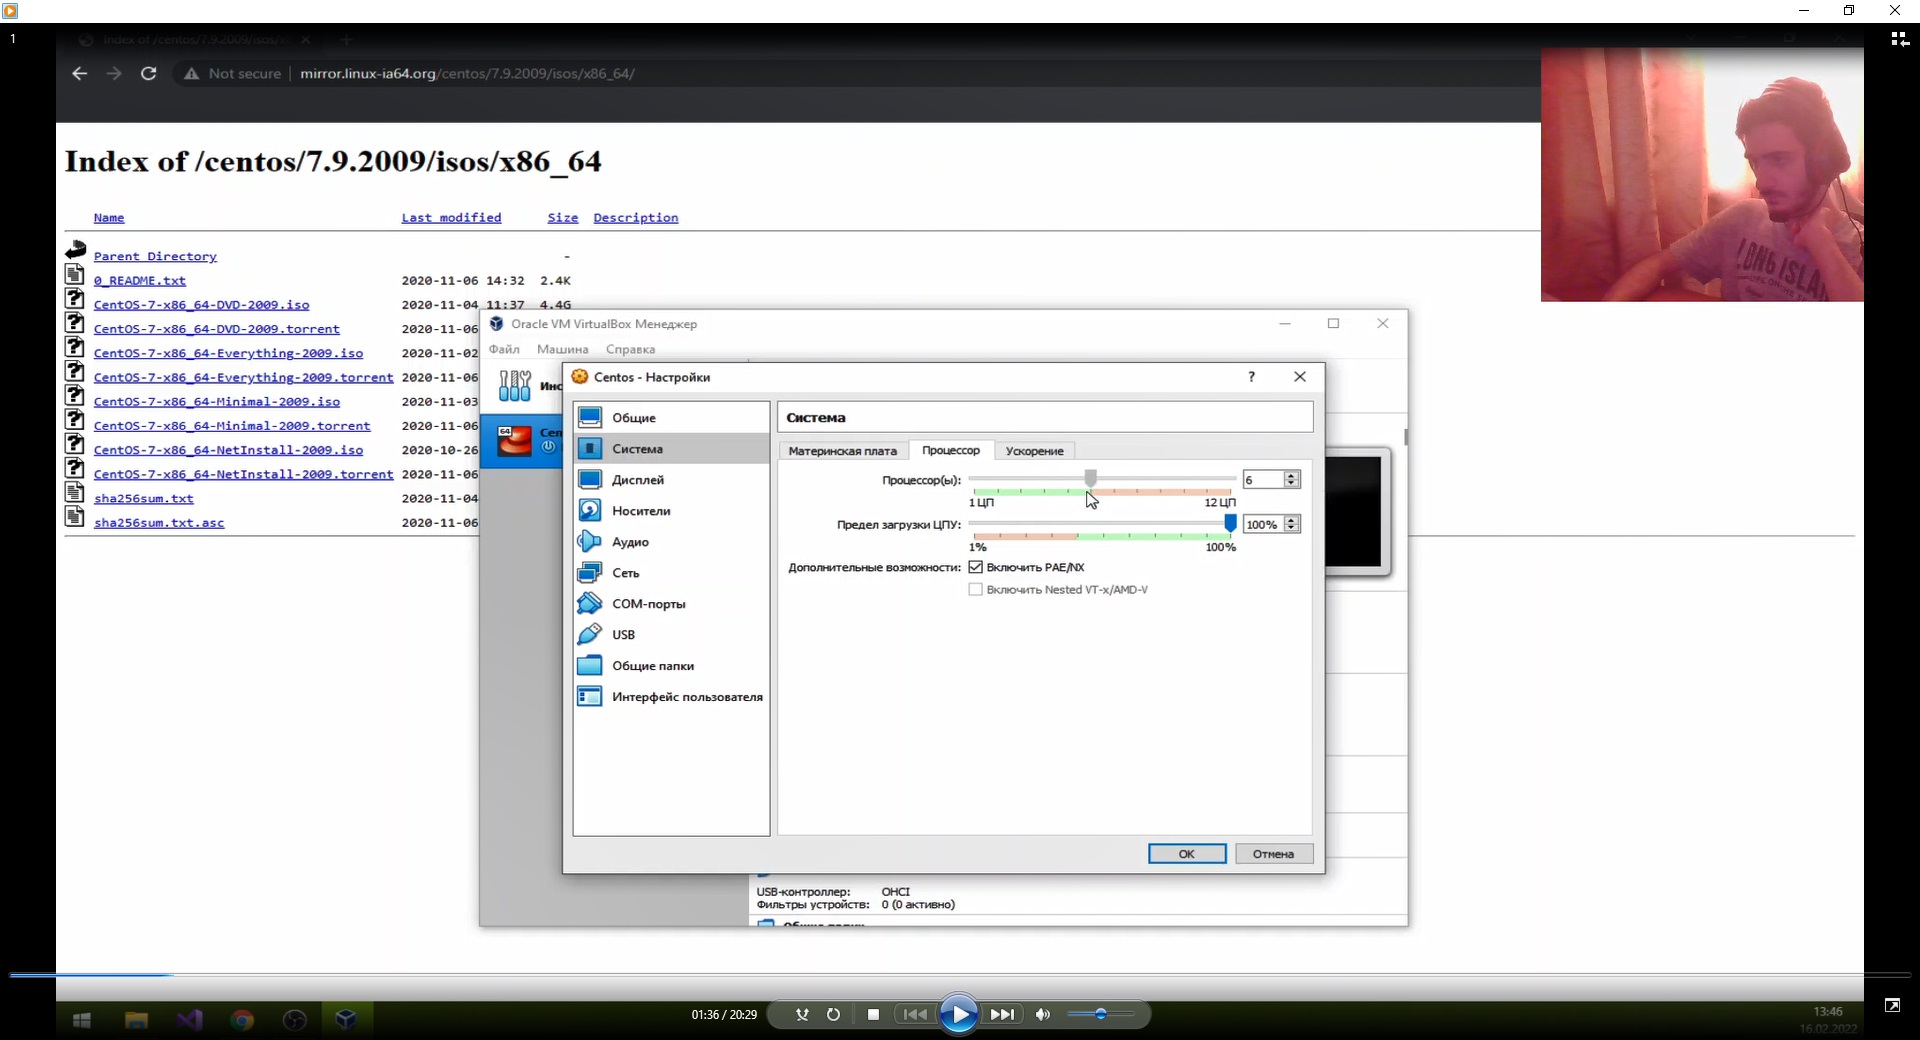 1
Index of /centos/7.9.2009/isos/x
Not secure | mirror.linux-ia64.org/centos/7.9.2009/isos/x86_64/
Index of /centos/7.9.2009/isos/x86_64
Name Last modified Size Description
Parent Directory -
0_README.txt 2020-11-06 14:32 2.4K
CentOS-7-x86_64-DVD-2009.iso 2020-11-04 11:37 4.4G
CentOS-7-x86_64-DVD-2009.torrent 2020-11-06
CentOS-7-x86_64-Everything-2009.iso 2020-11-02
CentOS-7-x86_64-Everything-2009.torrent 2020-11-06
CentOS-7-x86_64-Minimal-2009.iso 2020-11-03
CentOS-7-x86_64-Minimal-2009.torrent 2020-11-06
CentOS-7-x86_64-NetInstall-2009.iso 2020-10-26
CentOS-7-x86_64-NetInstall-2009.torrent 2020-11-06
sha256sum.txt 2020-11-04
sha256sum.txt.asc 2020-11-06
LONG ISLA
Oracle VM VirtualBox Менеджер
Файл Машина Справка
Инс
64 Cen
Centos - Настройки ?
Общие
Система
Дисплей
Носители
Аудио
Сеть
COM-порты
USB
Общие папки
Интерфейс пользователя
Система
Материнская плата Процессор Ускорение
Процессор(ы): 6
1 ЦП 12 ЦП
Предел загрузки ЦПУ: 100%
1% 100%
Дополнительные возможности: Включить PAE/NX
Включить Nested VT-x/AMD-V
OK Отмена
USB-контроллер: OHCI
Фильтры устройств: 0 (0 активно)
Общие папки
01:36 / 20:29
13:46
16.02.2022